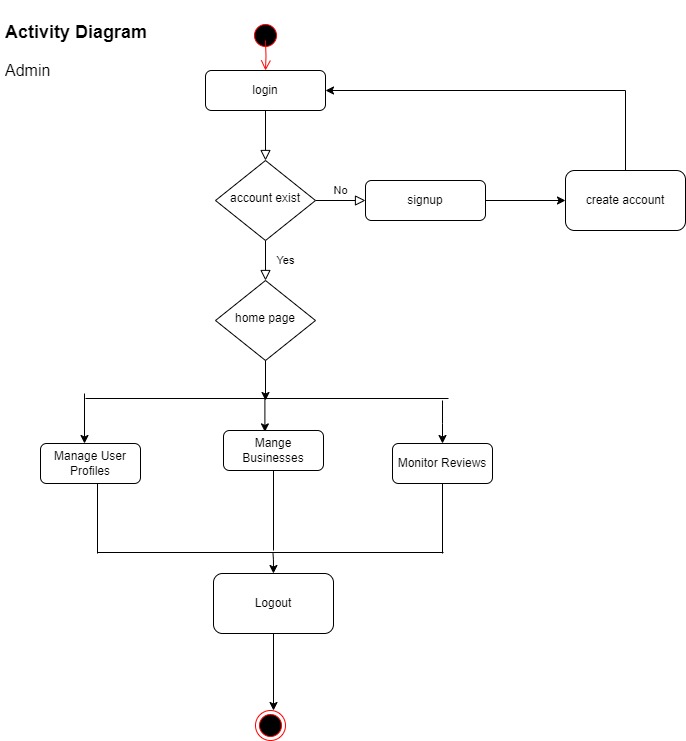 Activity Diagram
Admin
login
account exist
No
signup
create account
Yes
home page
Manage User
Profiles
Mange
Businesses
Monitor Reviews
Logout